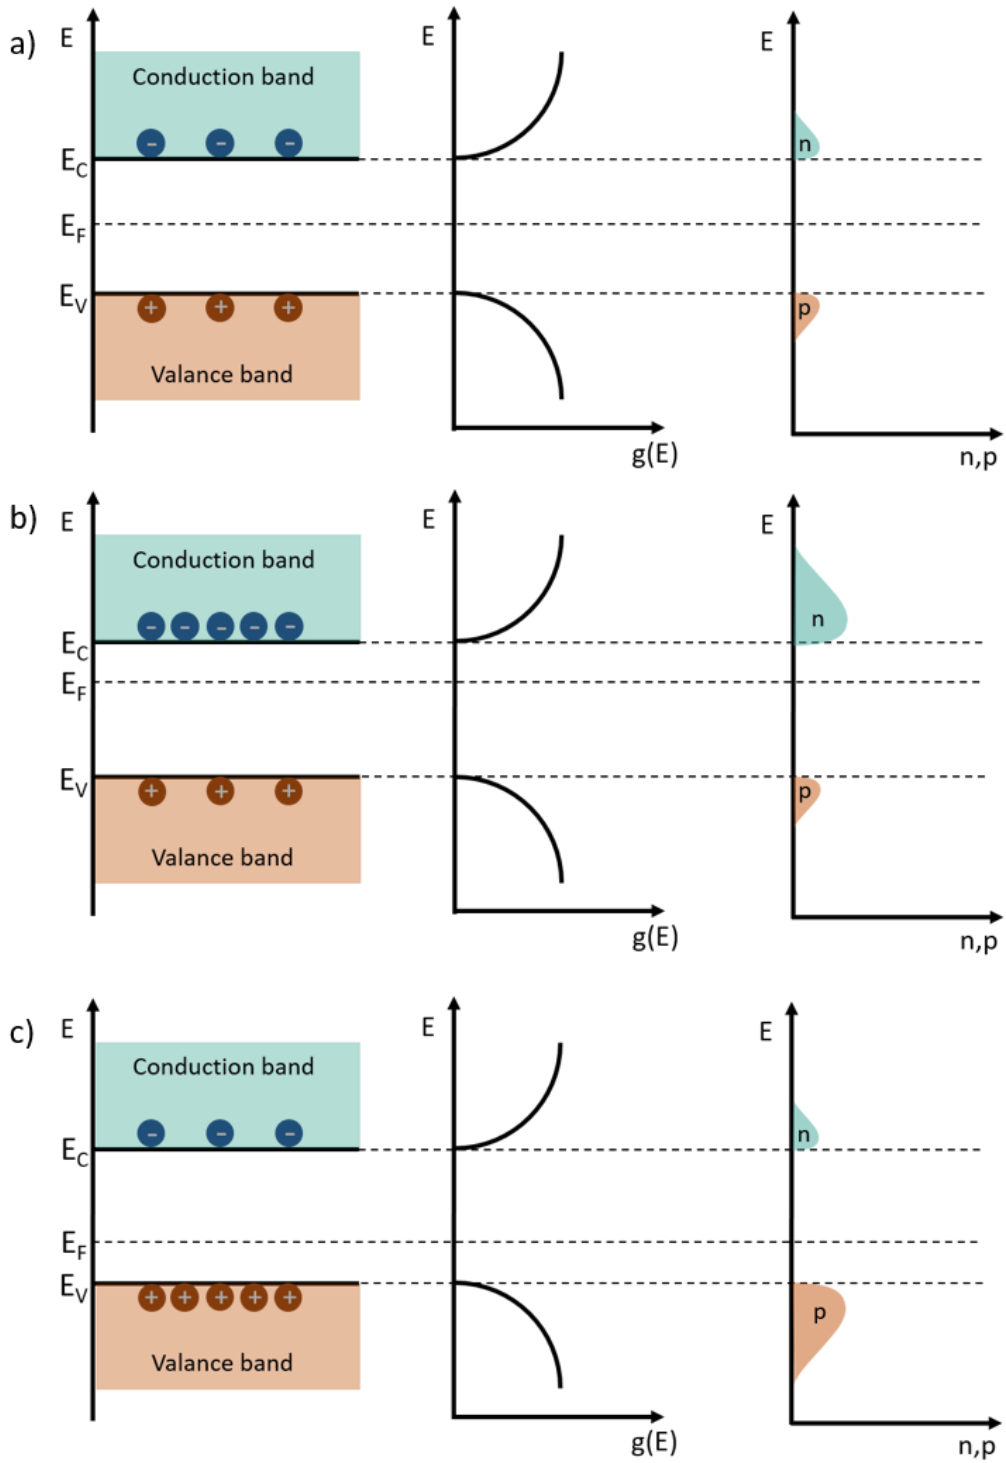 a)
E
Conduction band
- - -
E_C
E_F
E_V
+ + +
Valance band
E
g(E)
E
n
p
n,p
b)
E
Conduction band
- - - - -
E_C
E_F
E_V
+ + +
Valance band
E
g(E)
E
n
p
n,p
c)
E
Conduction band
- - -
E_C
E_F
E_V
+ + + + +
Valance band
E
g(E)
E
n
p
n,p